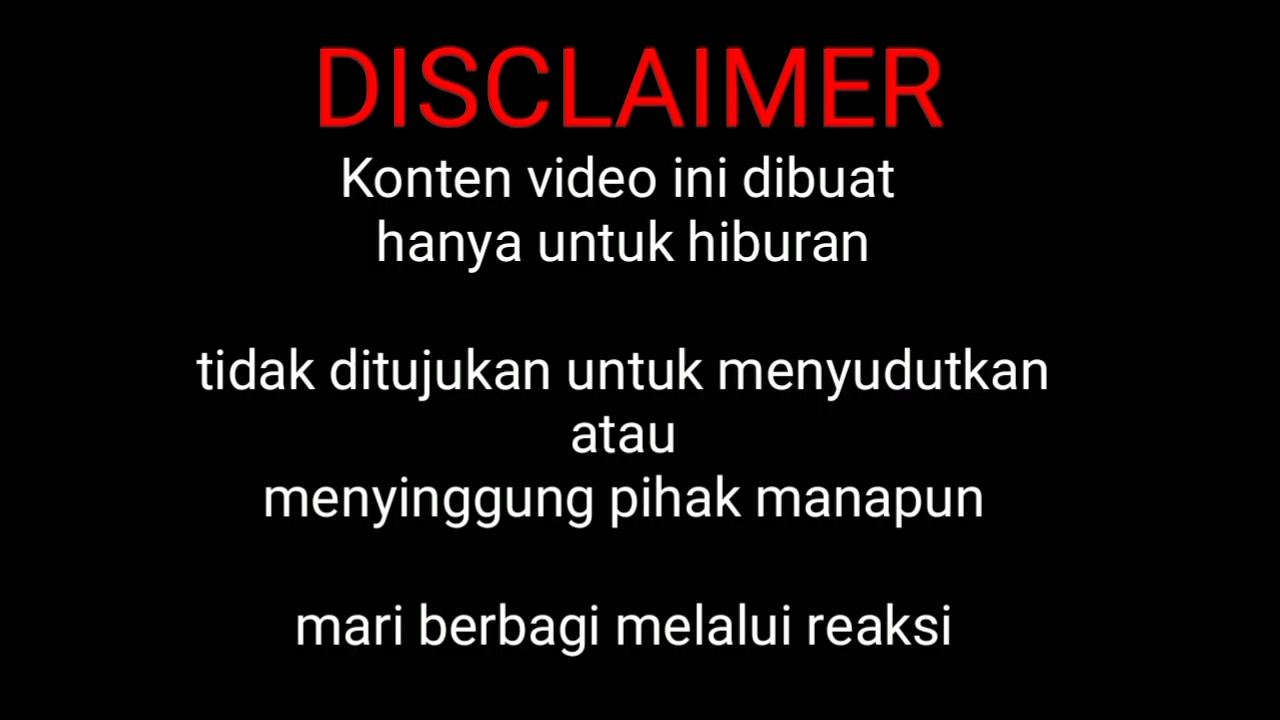 DISCLAIMER
Konten video ini dibuat
hanya untuk hiburan
tidak ditujukan untuk menyudutkan
atau
menyinggung pihak manapun
mari berbagi melalui reaksi